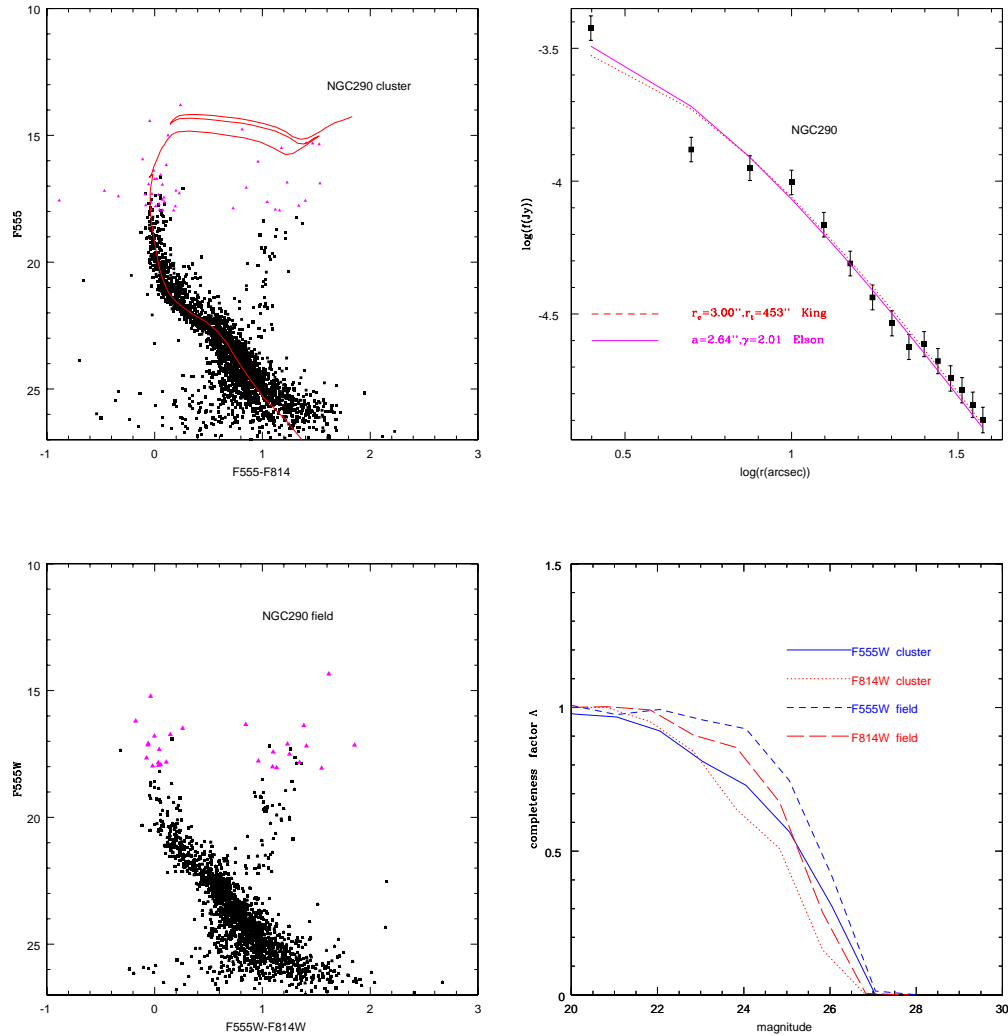 10
15
20
25
F555
NGC290 cluster
-1
0
1
2
3
F555-F814
-3.5
-4
-4.5
log(f(Jy)
NGC290
r_c=3.00'',r_t=453'' King
a=2.64'',γ=2.01 Elson
0.5
1.0
1.5
log(r(arcsec)
10
15
20
25
F555W
NGC290 field
-1
0
1
2
3
F555W-F814W
1.5
1
0.5
0
completeness factor Λ
F555W cluster
F814W cluster
F555W field
F814W field
20
22
24
26
28
30
magnitude